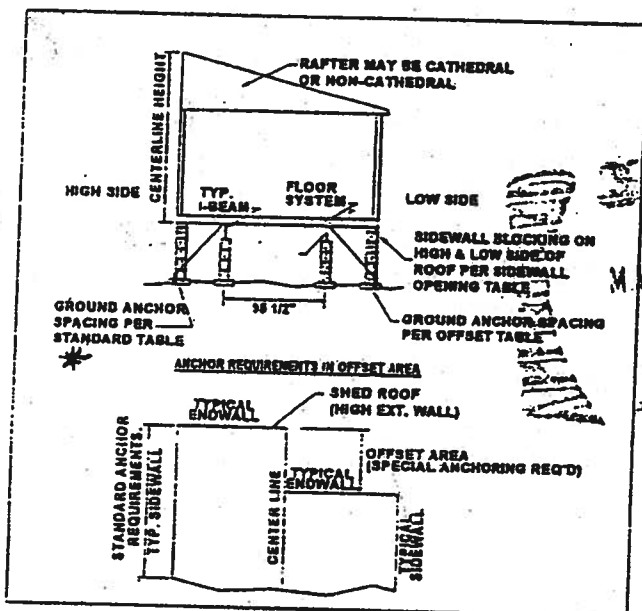 RAFTER MAY BE CATHEDRAL
OR NON-CATHEDRAL
CENTERLINE HEIGHT
HIGH SIDE
TYP.
I-BEAM
FLOOR
SYSTEM
LOW SIDE
SIDEWALL BLOCKING ON
HIGH & LOW SIDE OF
ROOF PER SIDEWALL
OPENING TABLE
GROUND ANCHOR
SPACING PER
STANDARD TABLE
1/2"
GROUND ANCHOR SPACING
PER OFFSET TABLE
ANCHOR REQUIREMENTS IN OFFSET AREA
TYPICAL
ENDWALL
SHED ROOF
(HIGH EXT. WALL)
OFFSET AREA
(SPECIAL ANCHORING REQ'D)
TYPICAL
ENDWALL
STANDARD ANCHOR
REQUIREMENTS.
TYP. SIDEWALL
CENTER LINE
TYPICAL
SIDEWALL